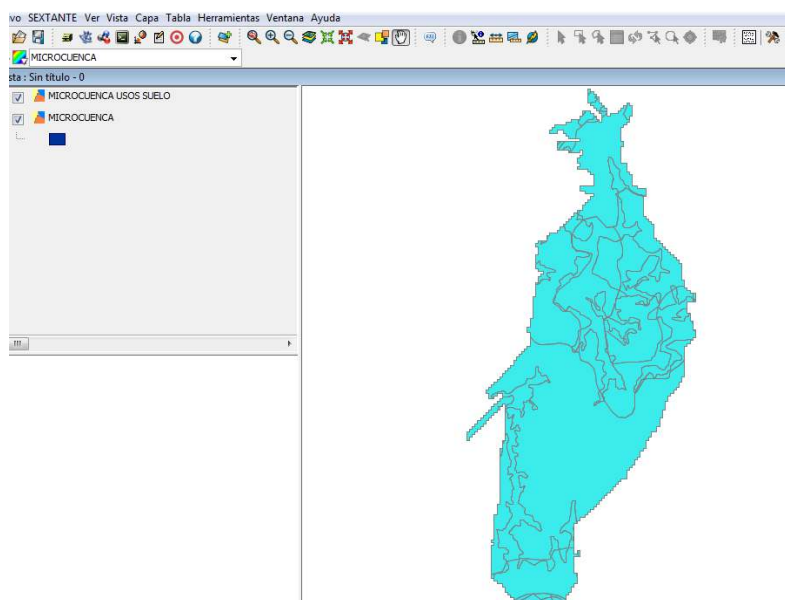 vo SEXTANTE Ver Vista Capa Tabla Herramientas Ventana Ayuda
MICROCUENCA
sta : Sin título - 0
MICROCUENCA USOS SUELO
MICROCUENCA